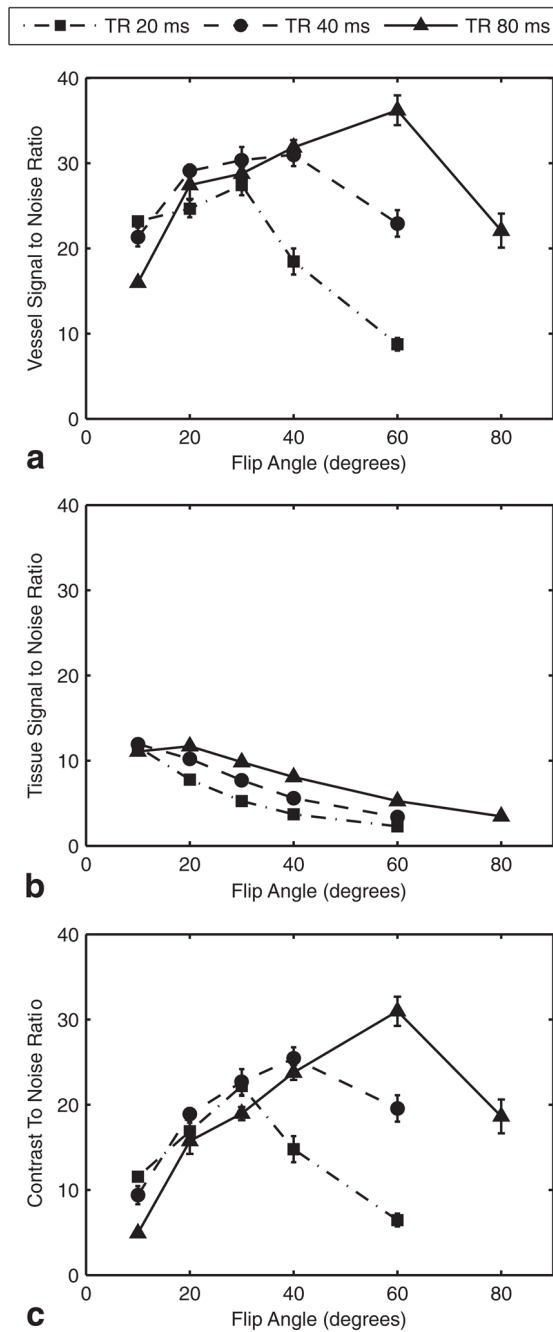 TR 20 ms TR 40 ms TR 80 ms
40
30
20
10
0
Vessel Signal to Noise Ratio
0 20 40 60 80
Flip Angle (degrees)
a
40
30
20
10
0
Tissue Signal to Noise Ratio
0 20 40 60 80
Flip Angle (degrees)
b
40
30
20
10
0
Contrast To Noise Ratio
0 20 40 60 80
Flip Angle (degrees)
c